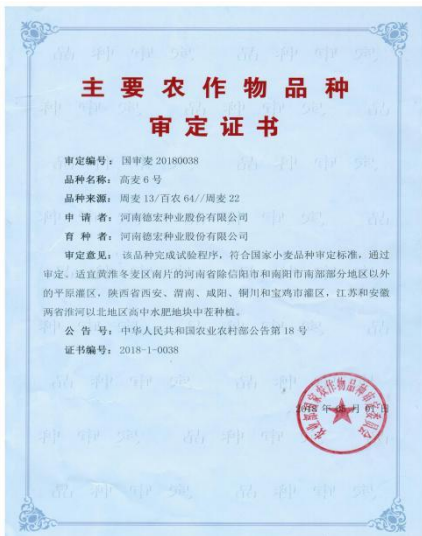 主要农作物品种
审定证书
审定编号：国审麦 20180038
品种名称：高麦 6 号
品种来源：周麦 13/百农 64//周麦 22
申请者：河南德宏种业股份有限公司
育种者：河南德宏种业股份有限公司
审定意见：该品种完成试验程序，符合国家小麦品种审定标准，通过
审定。适宜黄淮冬麦区南片的河南省除信阳市和南阳市南部部分地区以外
的平原灌区，陕西省西安、渭南、咸阳、铜川和宝鸡市灌区，江苏和安徽
两省淮河以北地区高中水肥地块中茬种植。
公告号：中华人民共和国农业农村部公告第 18 号
证书编号：2018-1-0038